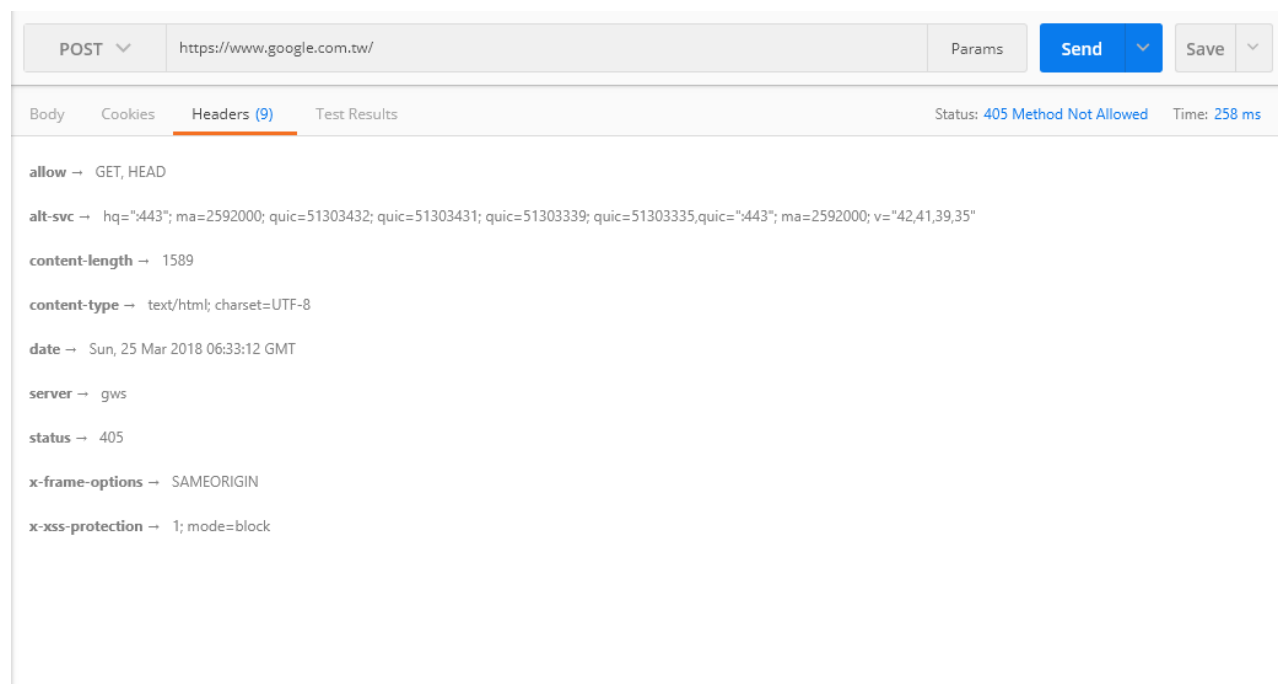 POST https://www.google.com.tw/ Params Send Save
Body Cookies Headers (9) Test Results Status: 405 Method Not Allowed Time: 258 ms
allow → GET, HEAD
alt-svc → hq=":443"; ma=2592000; quic=51303432; quic=51303431; quic=51303339; quic=51303335,quic=":443"; ma=2592000; v="42,41,39,35"
content-length → 1589
content-type → text/html; charset=UTF-8
date → Sun, 25 Mar 2018 06:33:12 GMT
server → gws
status → 405
x-frame-options → SAMEORIGIN
x-xss-protection → 1; mode=block